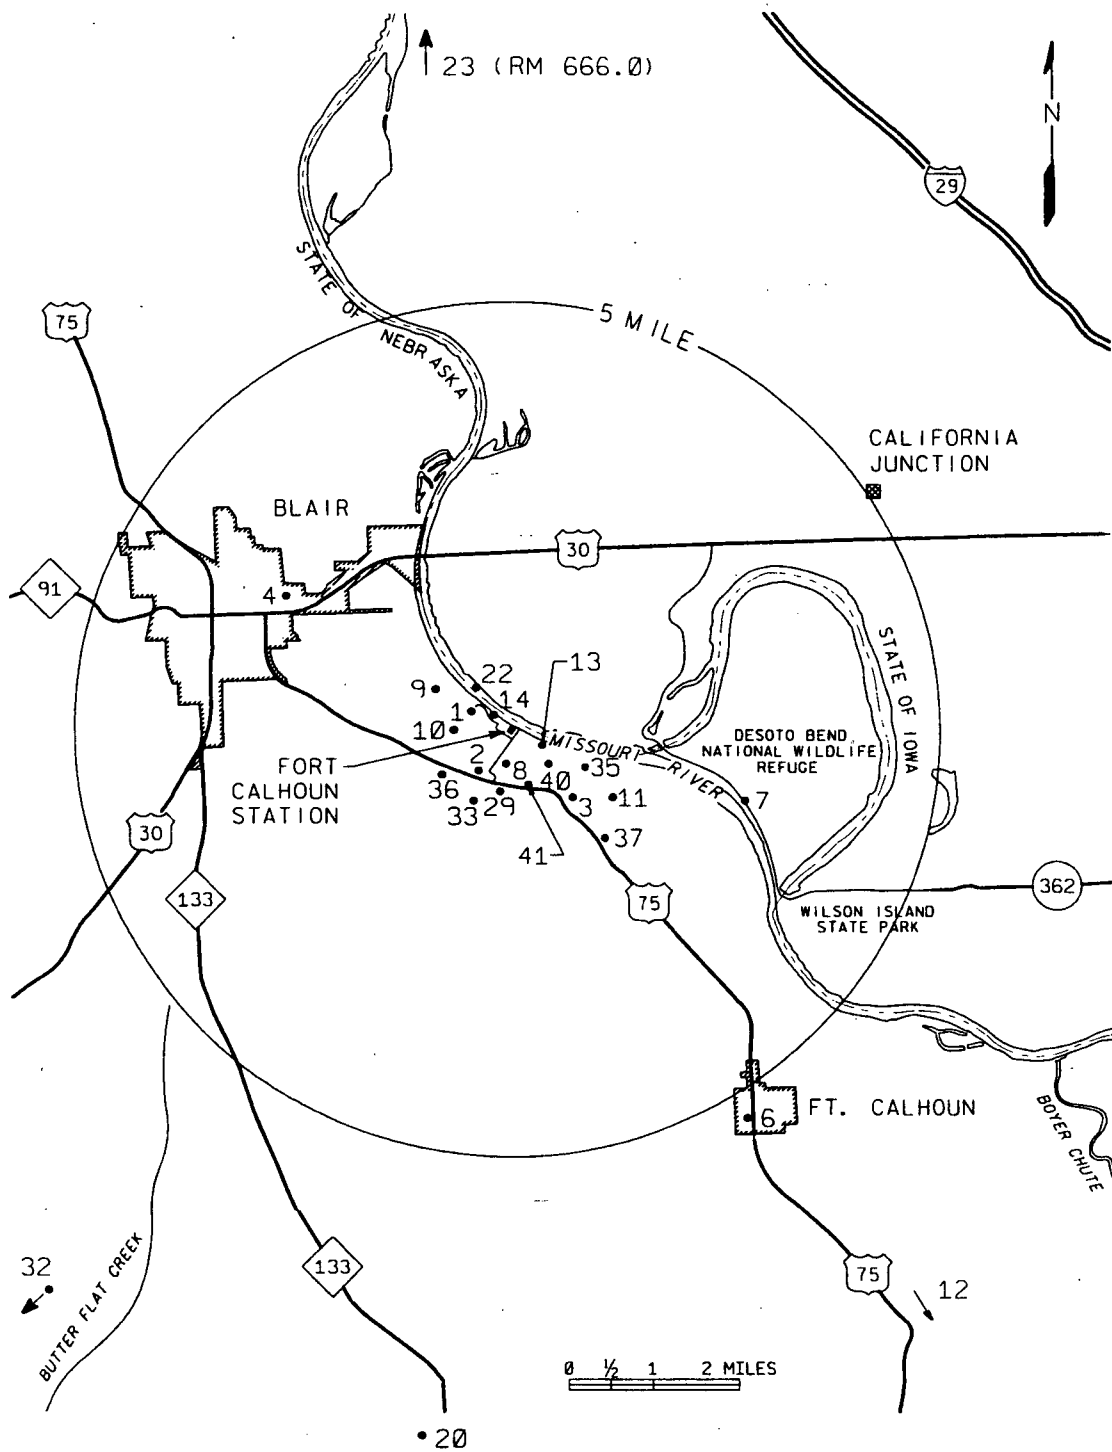 23 (RM 666.0)
N
29
STATE OF NEBRASKA
75
5 MILE
CALIFORNIA
JUNCTION
BLAIR
30
91
4
STATE OF IOWA
13
22
9
14
1
10
MISSOURI RIVER
DESOTO BEND
NATIONAL WILDLIFE
REFUGE
FORT
CALHOUN
STATION
2
8
40
35
36
7
33
29
3
11
30
37
41
133
75
362
WILSON ISLAND
STATE PARK
FT. CALHOUN
6
BOYER CHUTE
BUTTER FLAT CREEK
32
133
75
12
0 ½ 1 2 MILES
20